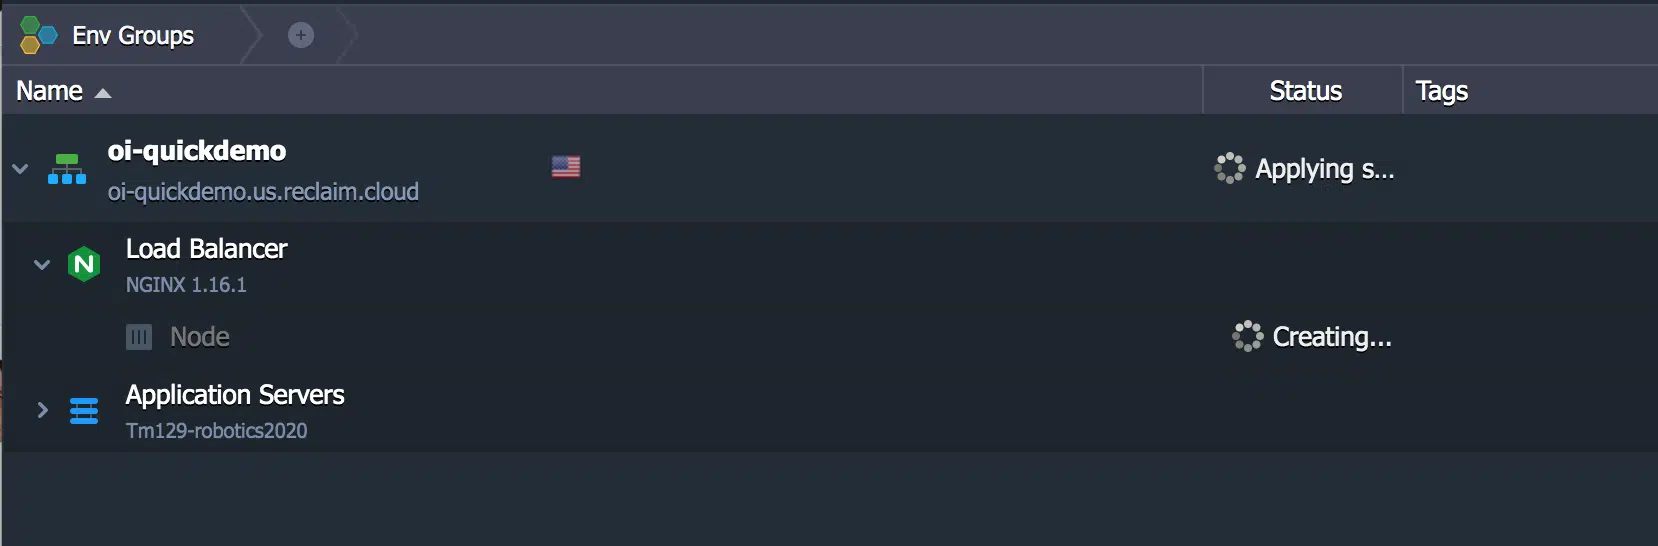 Env Groups
Name Status Tags
oi-quickdemo
oi-quickdemo.us.reclaim.cloud
Applying s...
Load Balancer
NGINX 1.16.1
Node Creating...
Application Servers
Tm129-robotics2020